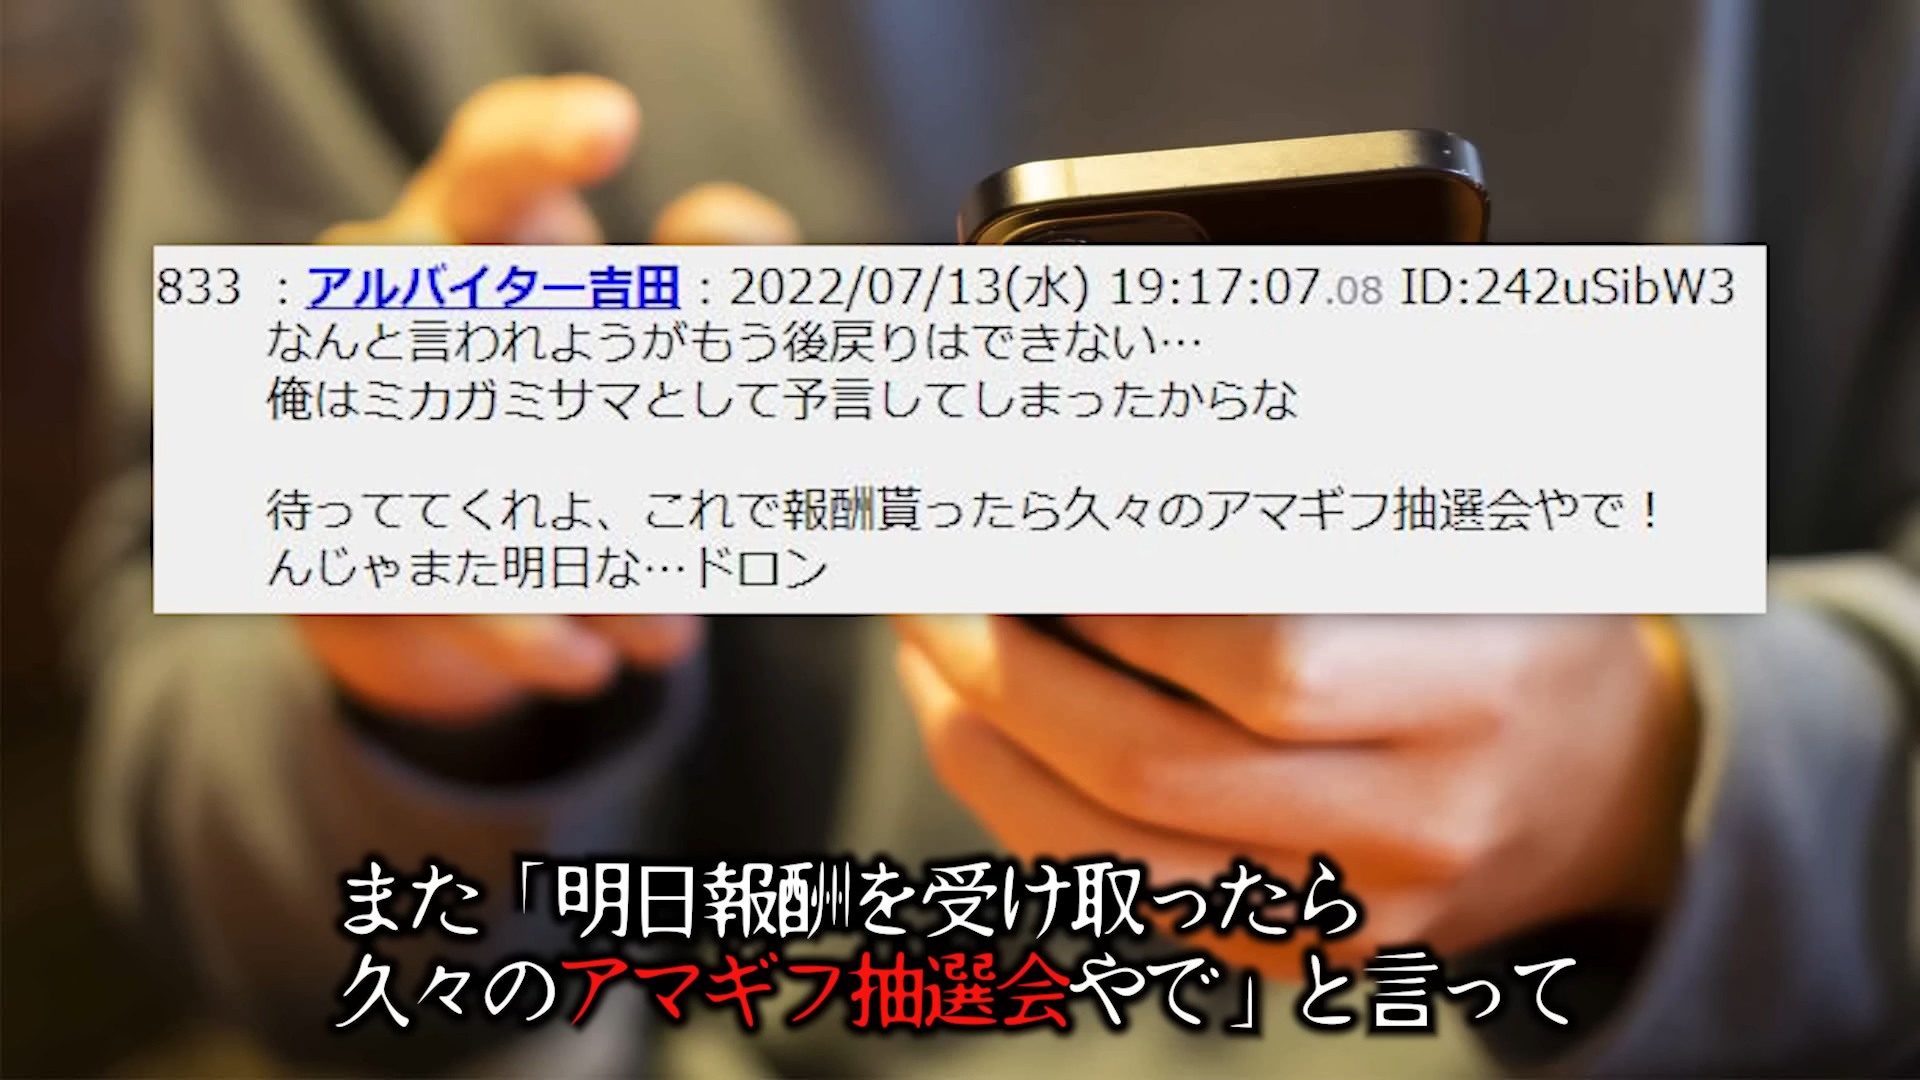 833 ：アルバイター吉田：2022/07/13(水) 19:17:07.08 ID:242uSibW3
なんと言われようがもう後戻りはできない…
俺はミカガミサマとして予言してしまったからな
待っててくれよ、これで報酬貰ったら久々のアマギフ抽選会やで！
んじゃまた明日な…ドロン
また「明日報酬を受け取ったら
久々のアマギフ抽選会やで」と言って